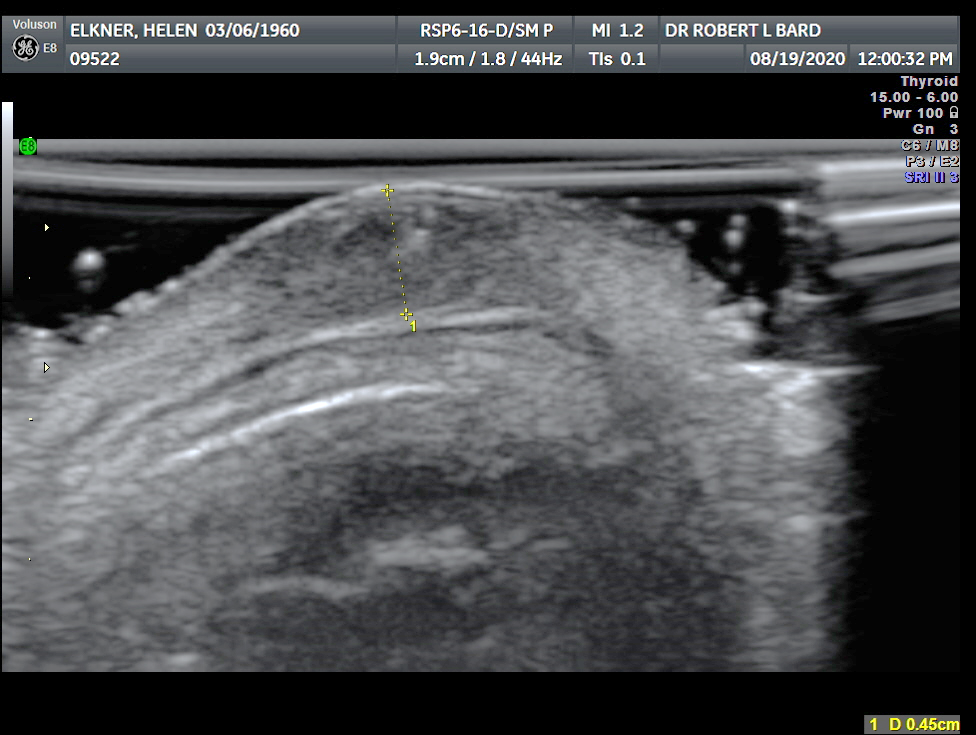 Voluson
E8
ELKNER, HELEN 03/06/1960
RSP6-16-D/SM P
MI 1.2
DR ROBERT L BARD
09522
1.9cm / 1.8 / 44Hz
TIs 0.1
08/19/2020
12:00:32 PM
Thyroid
15.00 - 6.00
Pwr 100
Gn 3
C6 / M8
P3 / E2
SRI II 3
E8
1
1 D 0.45cm